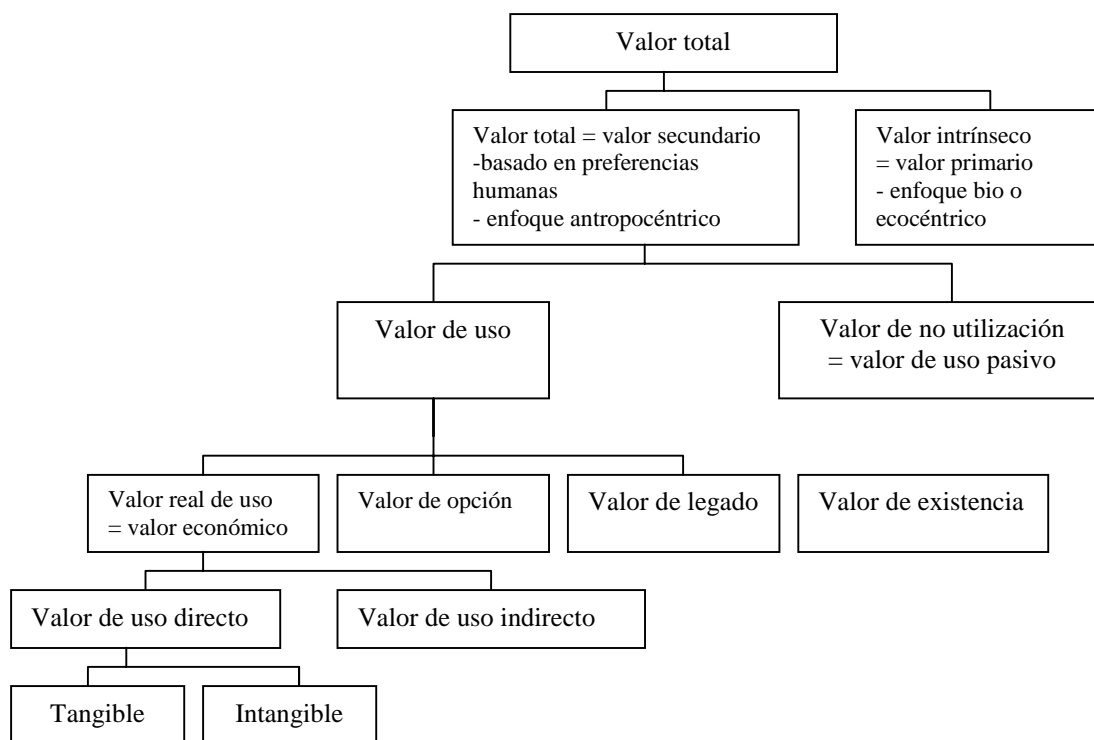 Valor total
Valor total = valor secundario
-basado en preferencias
humanas
- enfoque antropocéntrico
Valor intrínseco
= valor primario
- enfoque bio o
ecocéntrico
Valor de uso
Valor de no utilización
= valor de uso pasivo
Valor real de uso
= valor económico
Valor de opción
Valor de legado
Valor de existencia
Valor de uso directo
Valor de uso indirecto
Tangible
Intangible